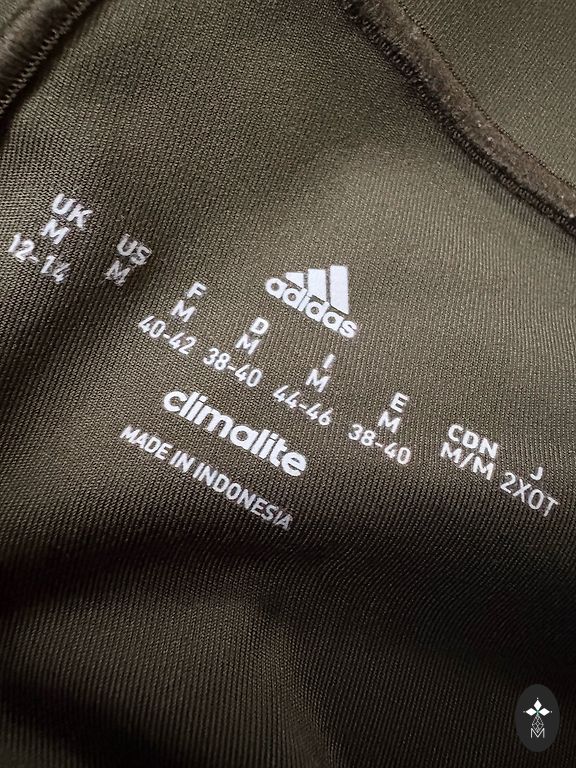 adidas
UK US F D I E CDN J
M M M M M M M/M 2XOT
12-14 40-42 38-40 44-46 38-40
climalite
MADE IN INDONESIA
M